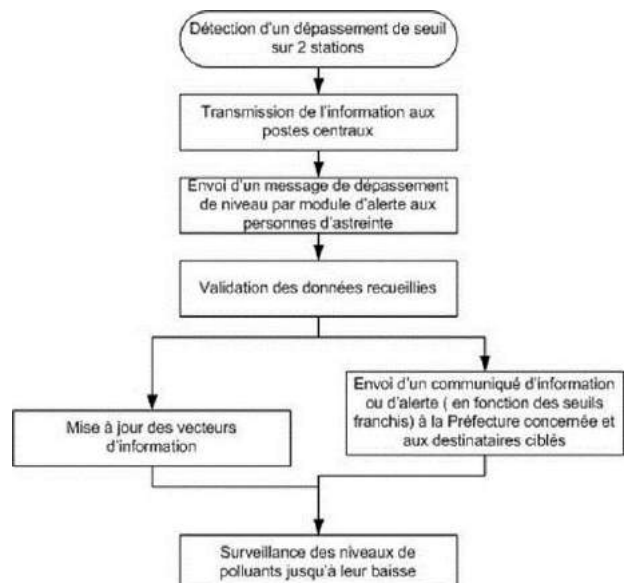 Détection d'un dépassement de seuil
sur 2 stations
Transmission de l'information aux
postes centraux
Envoi d'un message de dépassement
de niveau par module d'alerte aux
personnes d'astreinte
Validation des données recueillies
Mise à jour des vecteurs
d'information
Envoi d'un communiqué d'information
ou d'alerte ( en fonction des seuils
franchis) à la Préfecture concernée et
aux destinataires ciblés
Surveillance des niveaux de
polluants jusqu'à leur baisse